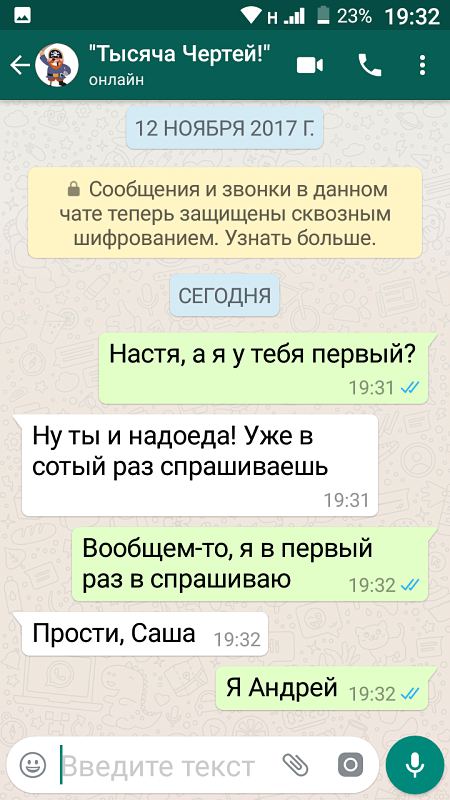 н 23% 19:32
"Тысяча Чертей!"
онлайн
12 НОЯБРЯ 2017 Г.
Сообщения и звонки в данном
чате теперь защищены сквозным
шифрованием. Узнать больше.
СЕГОДНЯ
Настя, а я у тебя первый?
19:31
Ну ты и надоеда! Уже в
сотый раз спрашиваешь
19:31
Вообщем-то, я в первый
раз в спрашиваю 19:32
Прости, Саша 19:32
Я Андрей 19:32
Введите текст